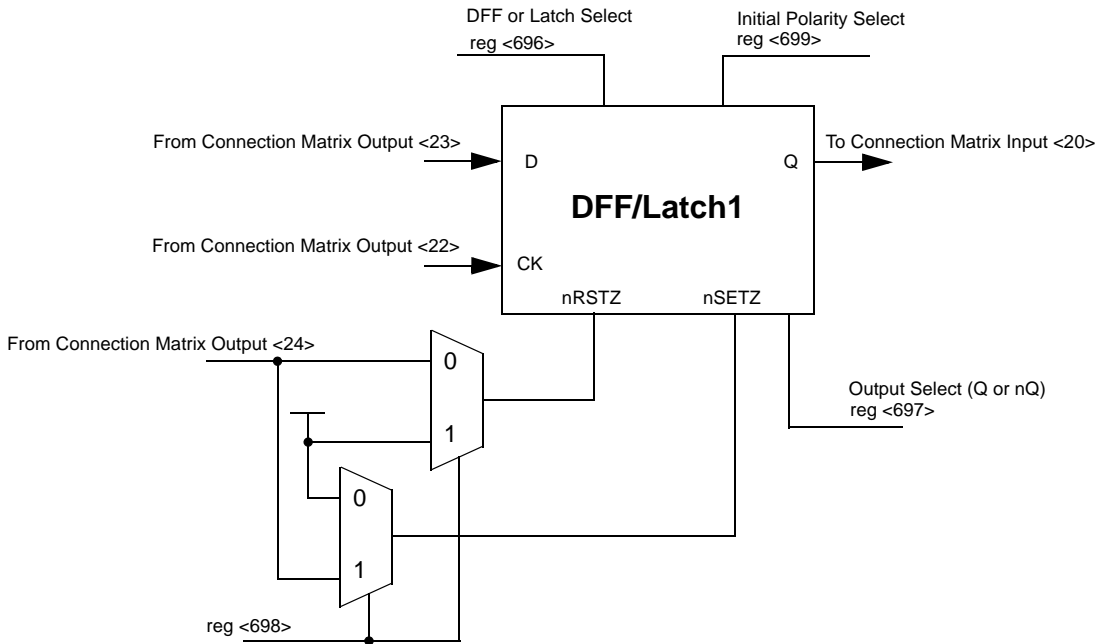 DFF or Latch Select
reg <696>
Initial Polarity Select
reg <699>
From Connection Matrix Output <23>
D
Q
To Connection Matrix Input <20>
DFF/Latch1
From Connection Matrix Output <22>
CK
nRSTZ
nSETZ
From Connection Matrix Output <24>
0
1
Output Select (Q or nQ)
reg <697>
0
1
reg <698>